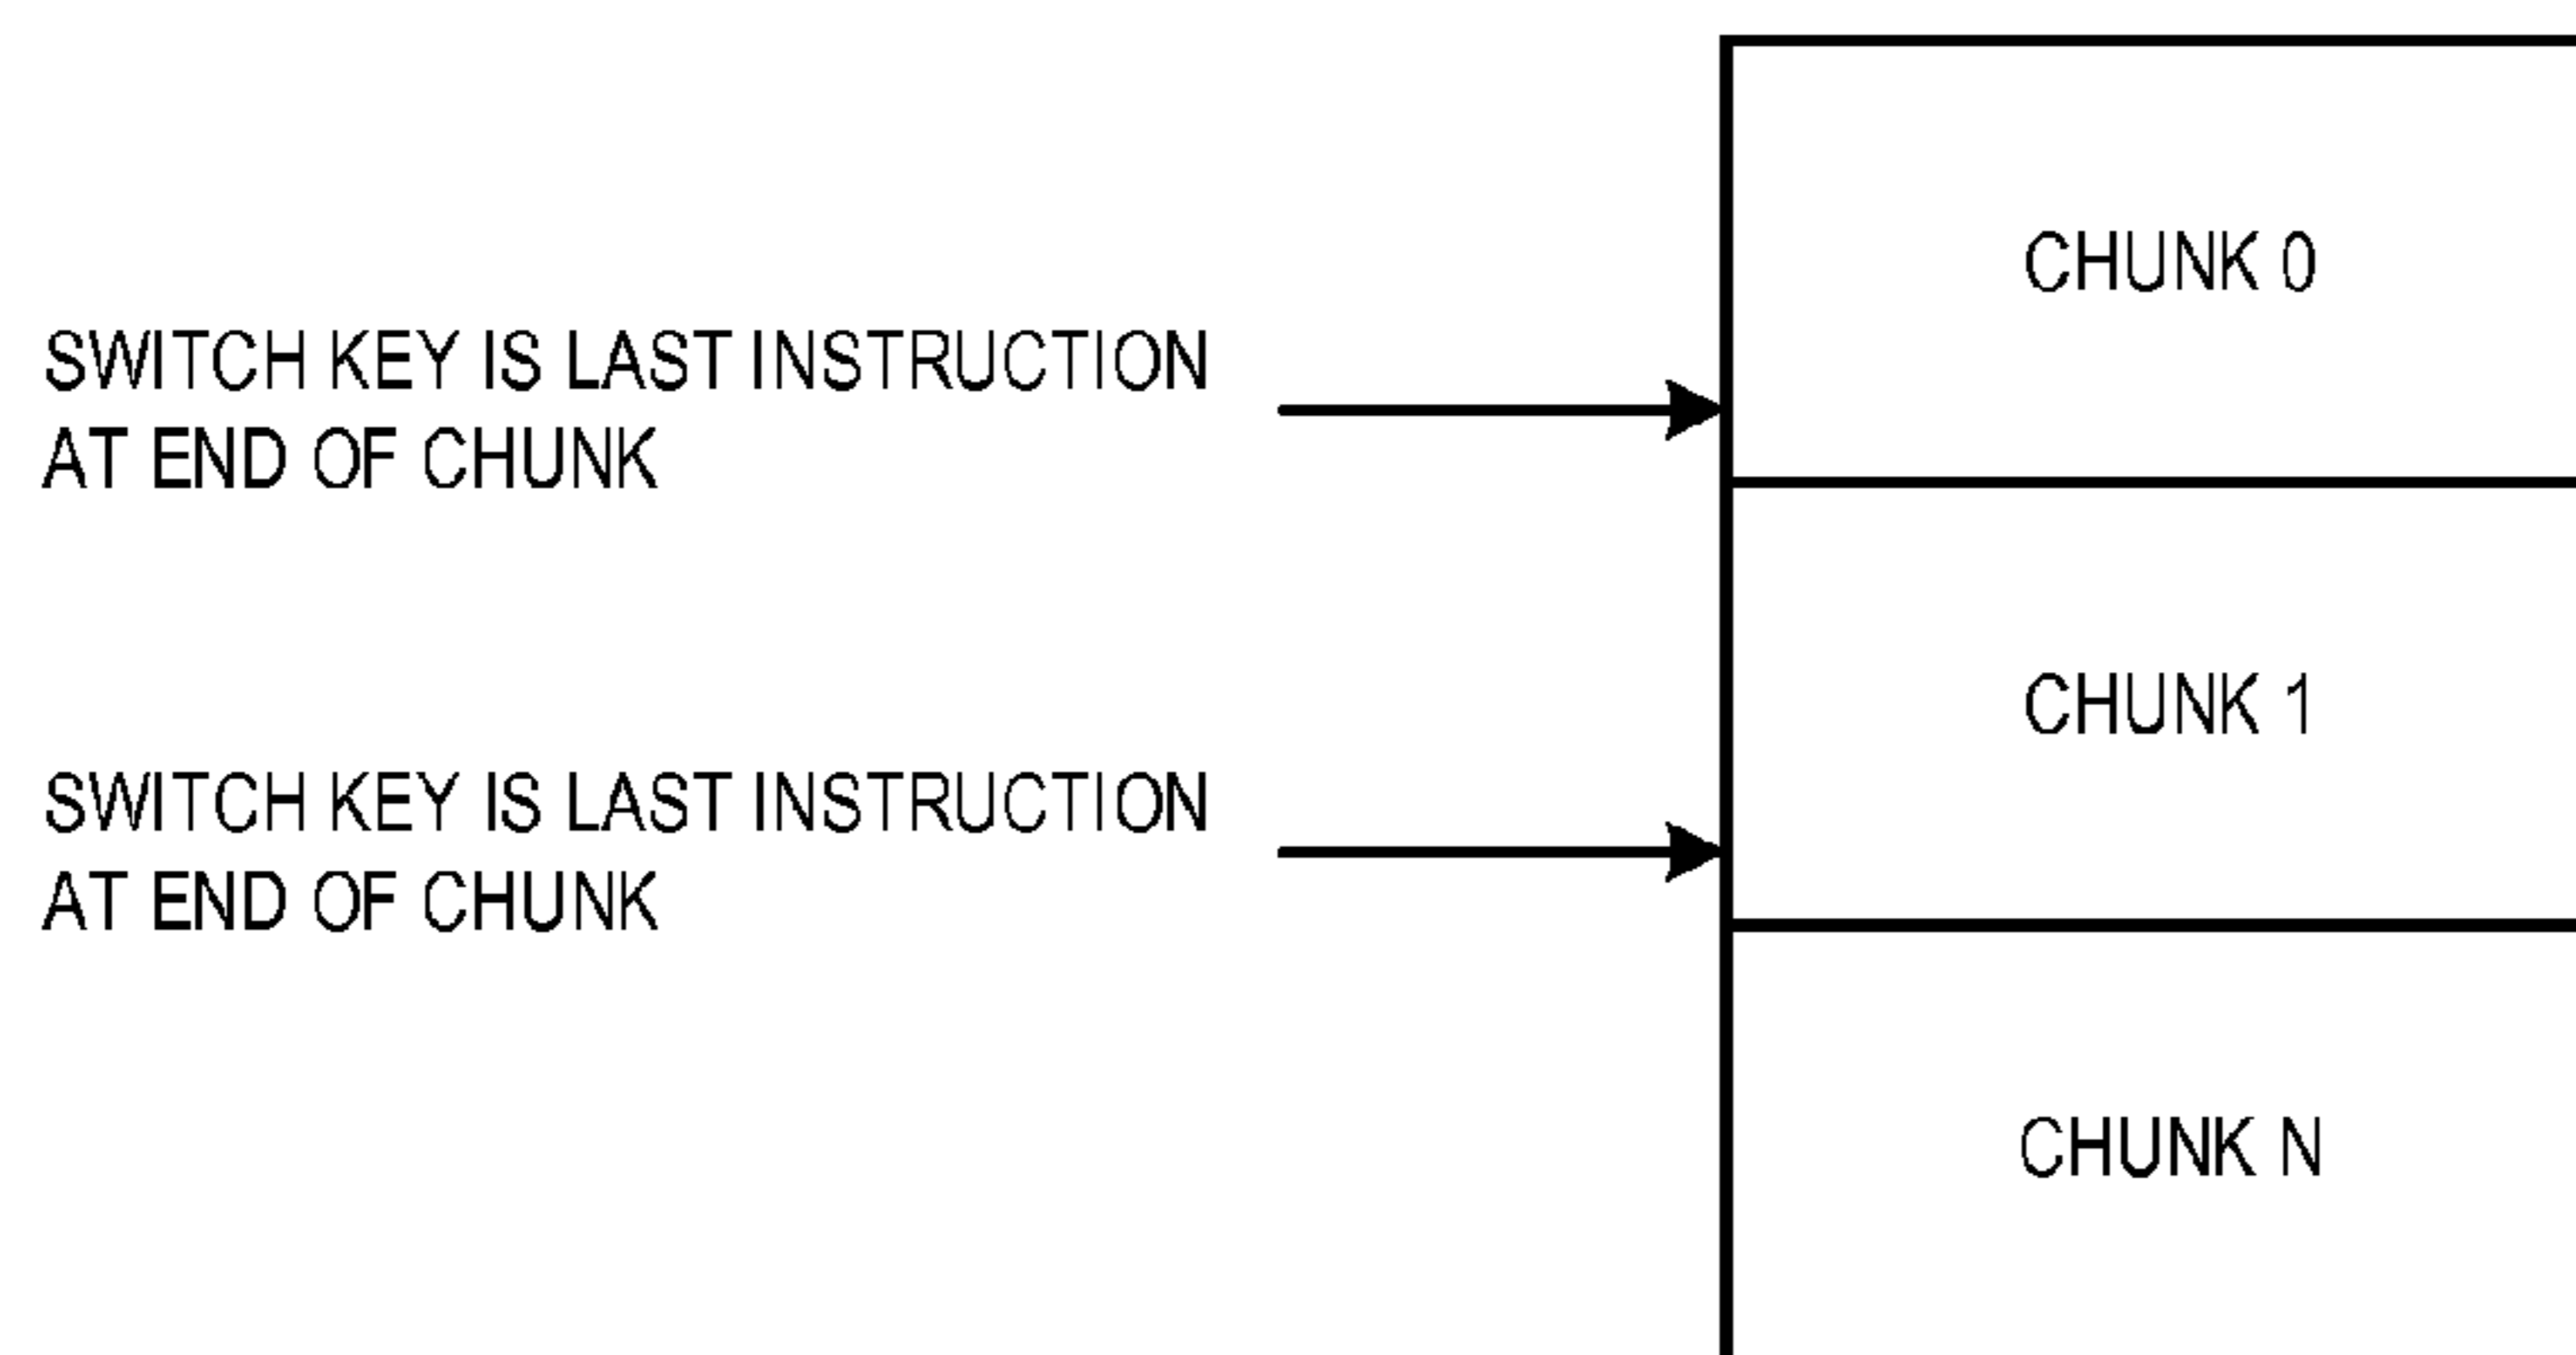 CHUNK 0
SWITCH KEY IS LAST INSTRUCTION
AT END OF CHUNK
CHUNK 1
SWITCH KEY IS LAST INSTRUCTION
AT END OF CHUNK
CHUNK N